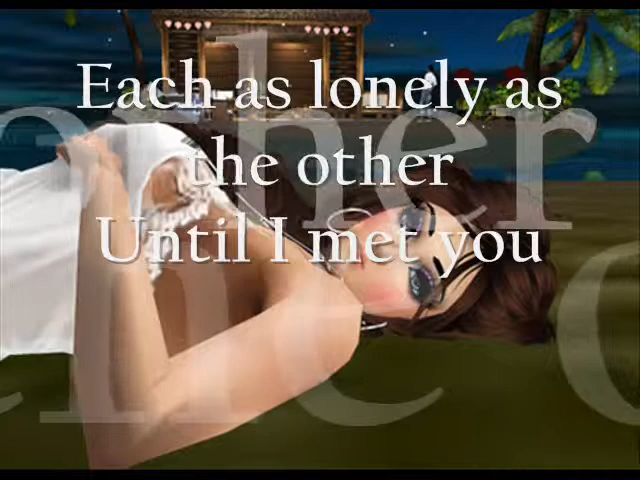 Each as lonely as
the other
Until I met you